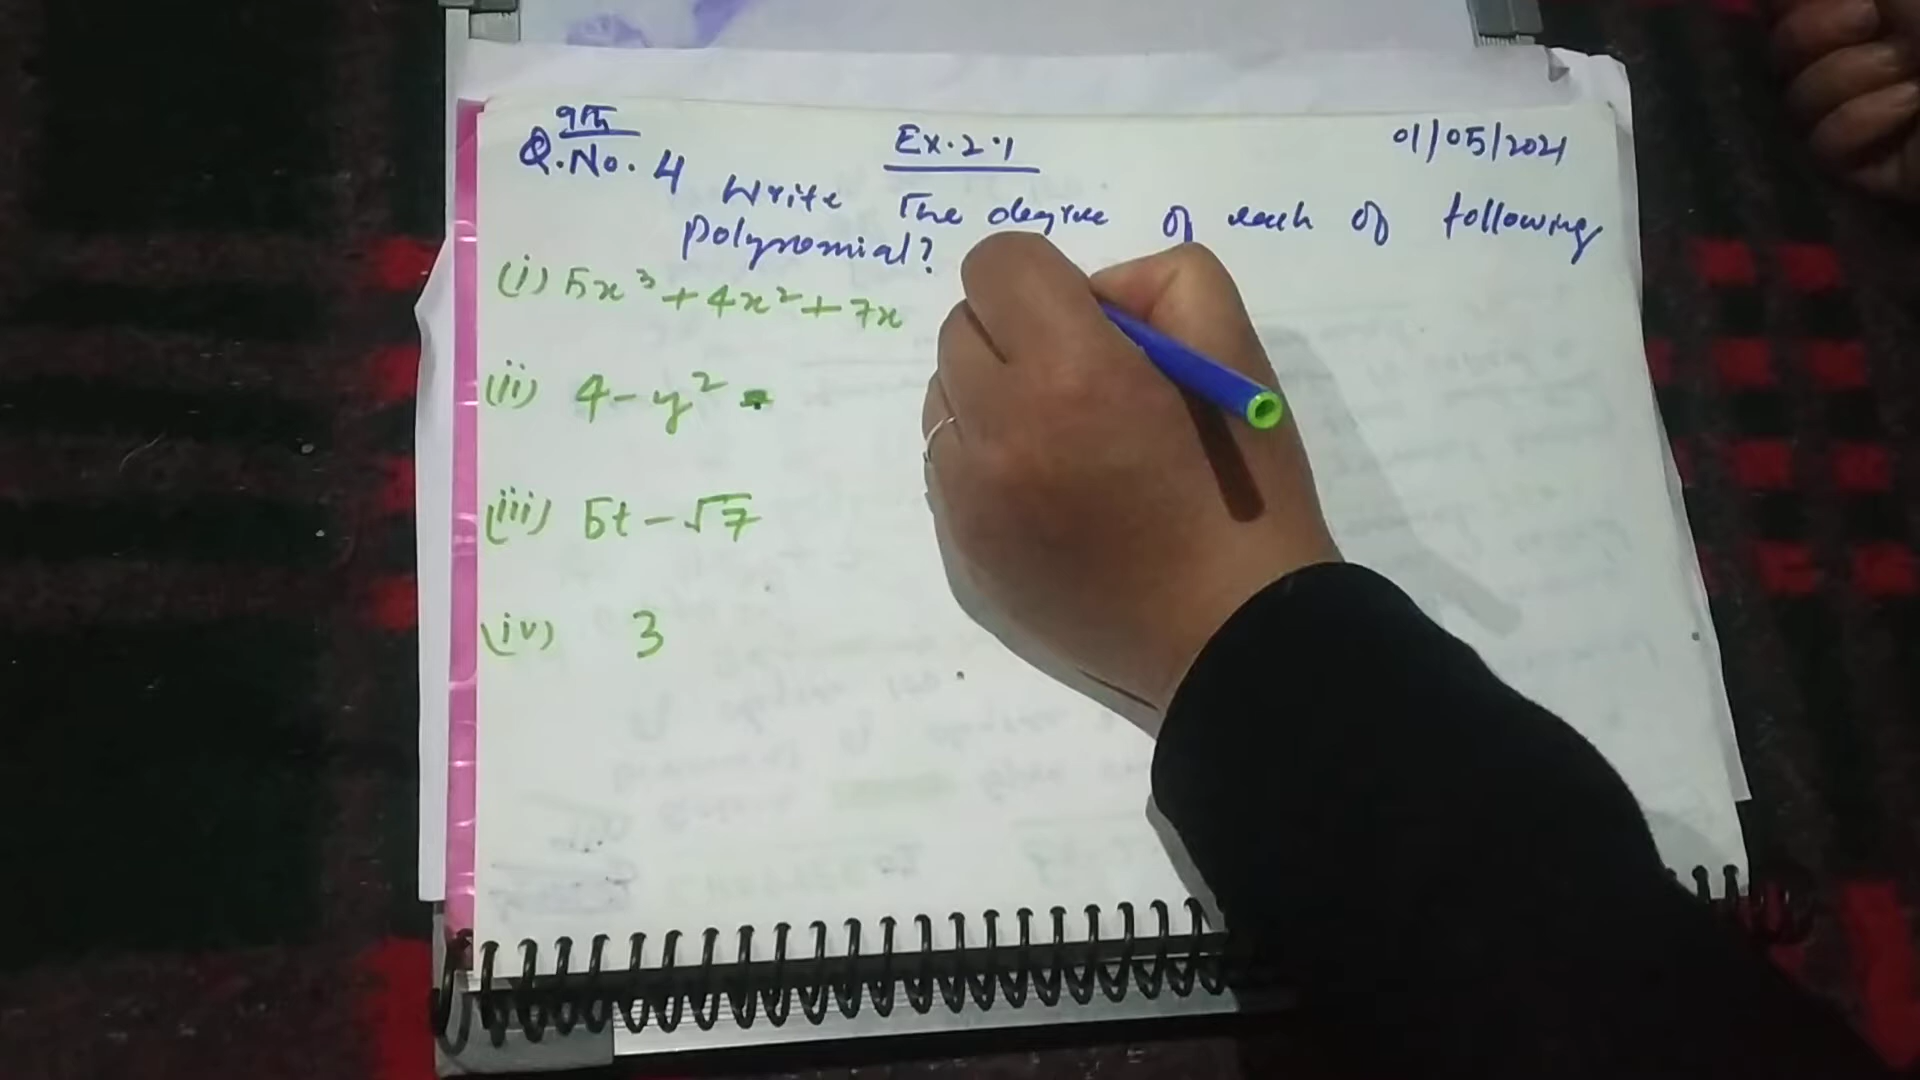 9th
Ex. 2.1
01/05/2021
Q.No. 4 Write The degree of each of following
polynomial?
(i) 5x³ + 4x² + 7x
(ii) 4 - y²
(iii) 5t - √7
(iv) 3